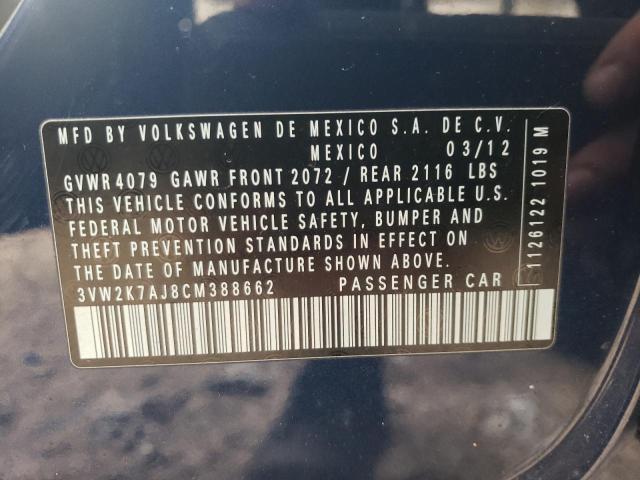 MFD BY VOLKSWAGEN DE MEXICO S.A. DE C.V.
MEXICO 03/12
GVWR 4079 GAWR FRONT 2072 / REAR 2116 LBS
THIS VEHICLE CONFORMS TO ALL APPLICABLE U.S.
FEDERAL MOTOR VEHICLE SAFETY, BUMPER AND
THEFT PREVENTION STANDARDS IN EFFECT ON
THE DATE OF MANUFACTURE SHOWN ABOVE.
3VW2K7AJ8CM388662 PASSENGER CAR
1126122 1019 M